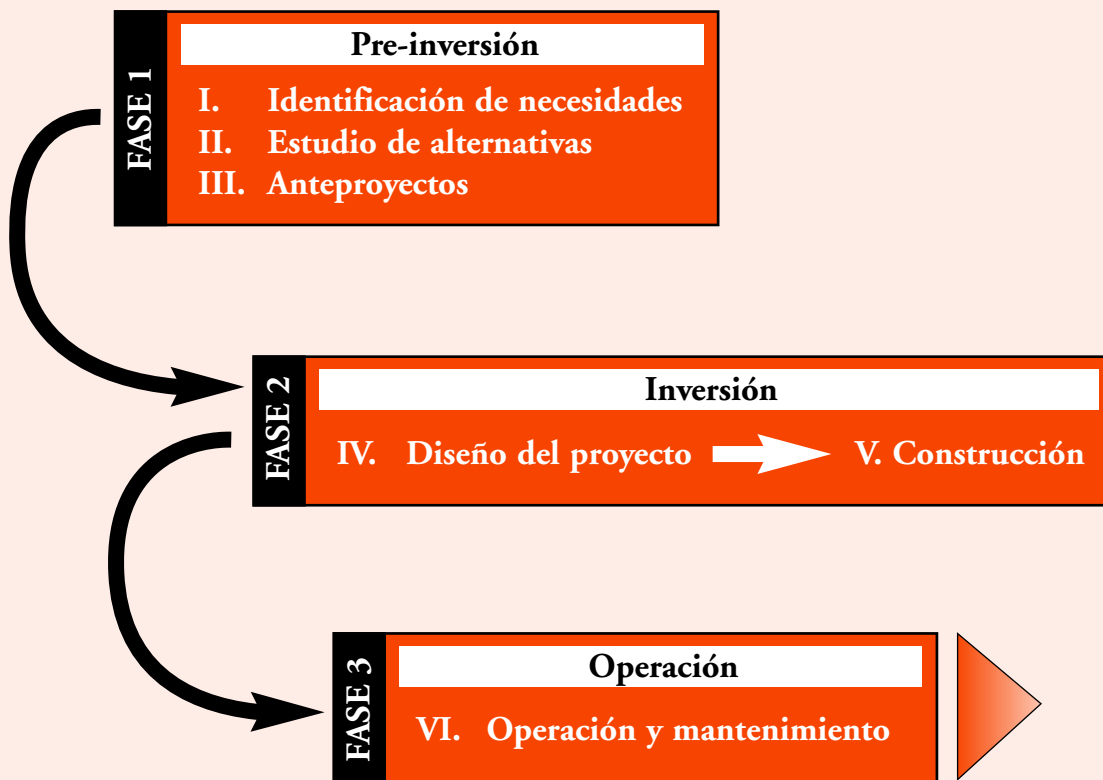 FASE 1
Pre-inversión
I. Identificación de necesidades
II. Estudio de alternativas
III. Anteproyectos
FASE 2
Inversión
IV. Diseño del proyecto V. Construcción
FASE 3
Operación
VI. Operación y mantenimiento